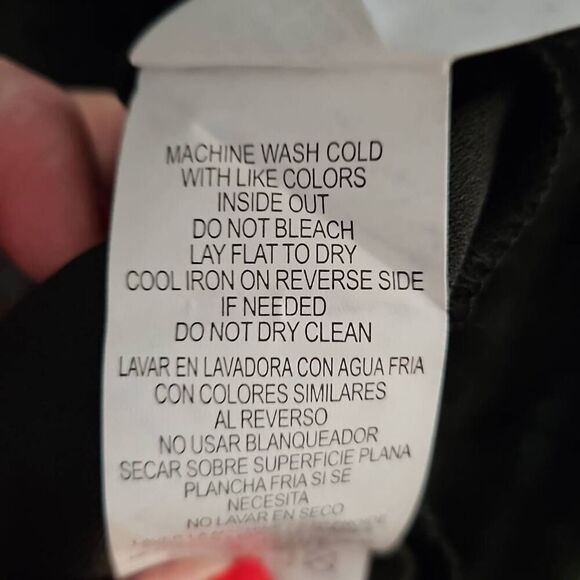 MACHINE WASH COLD
WITH LIKE COLORS
INSIDE OUT
DO NOT BLEACH
LAY FLAT TO DRY
COOL IRON ON REVERSE SIDE
IF NEEDED
DO NOT DRY CLEAN
LAVAR EN LAVADORA CON AGUA FRIA
CON COLORES SIMILARES
AL REVERSO
NO USAR BLANQUEADOR
SECAR SOBRE SUPERFICIE PLANA
PLANCHA FRIA SI SE
NECESITA
NO LAVAR EN SECO